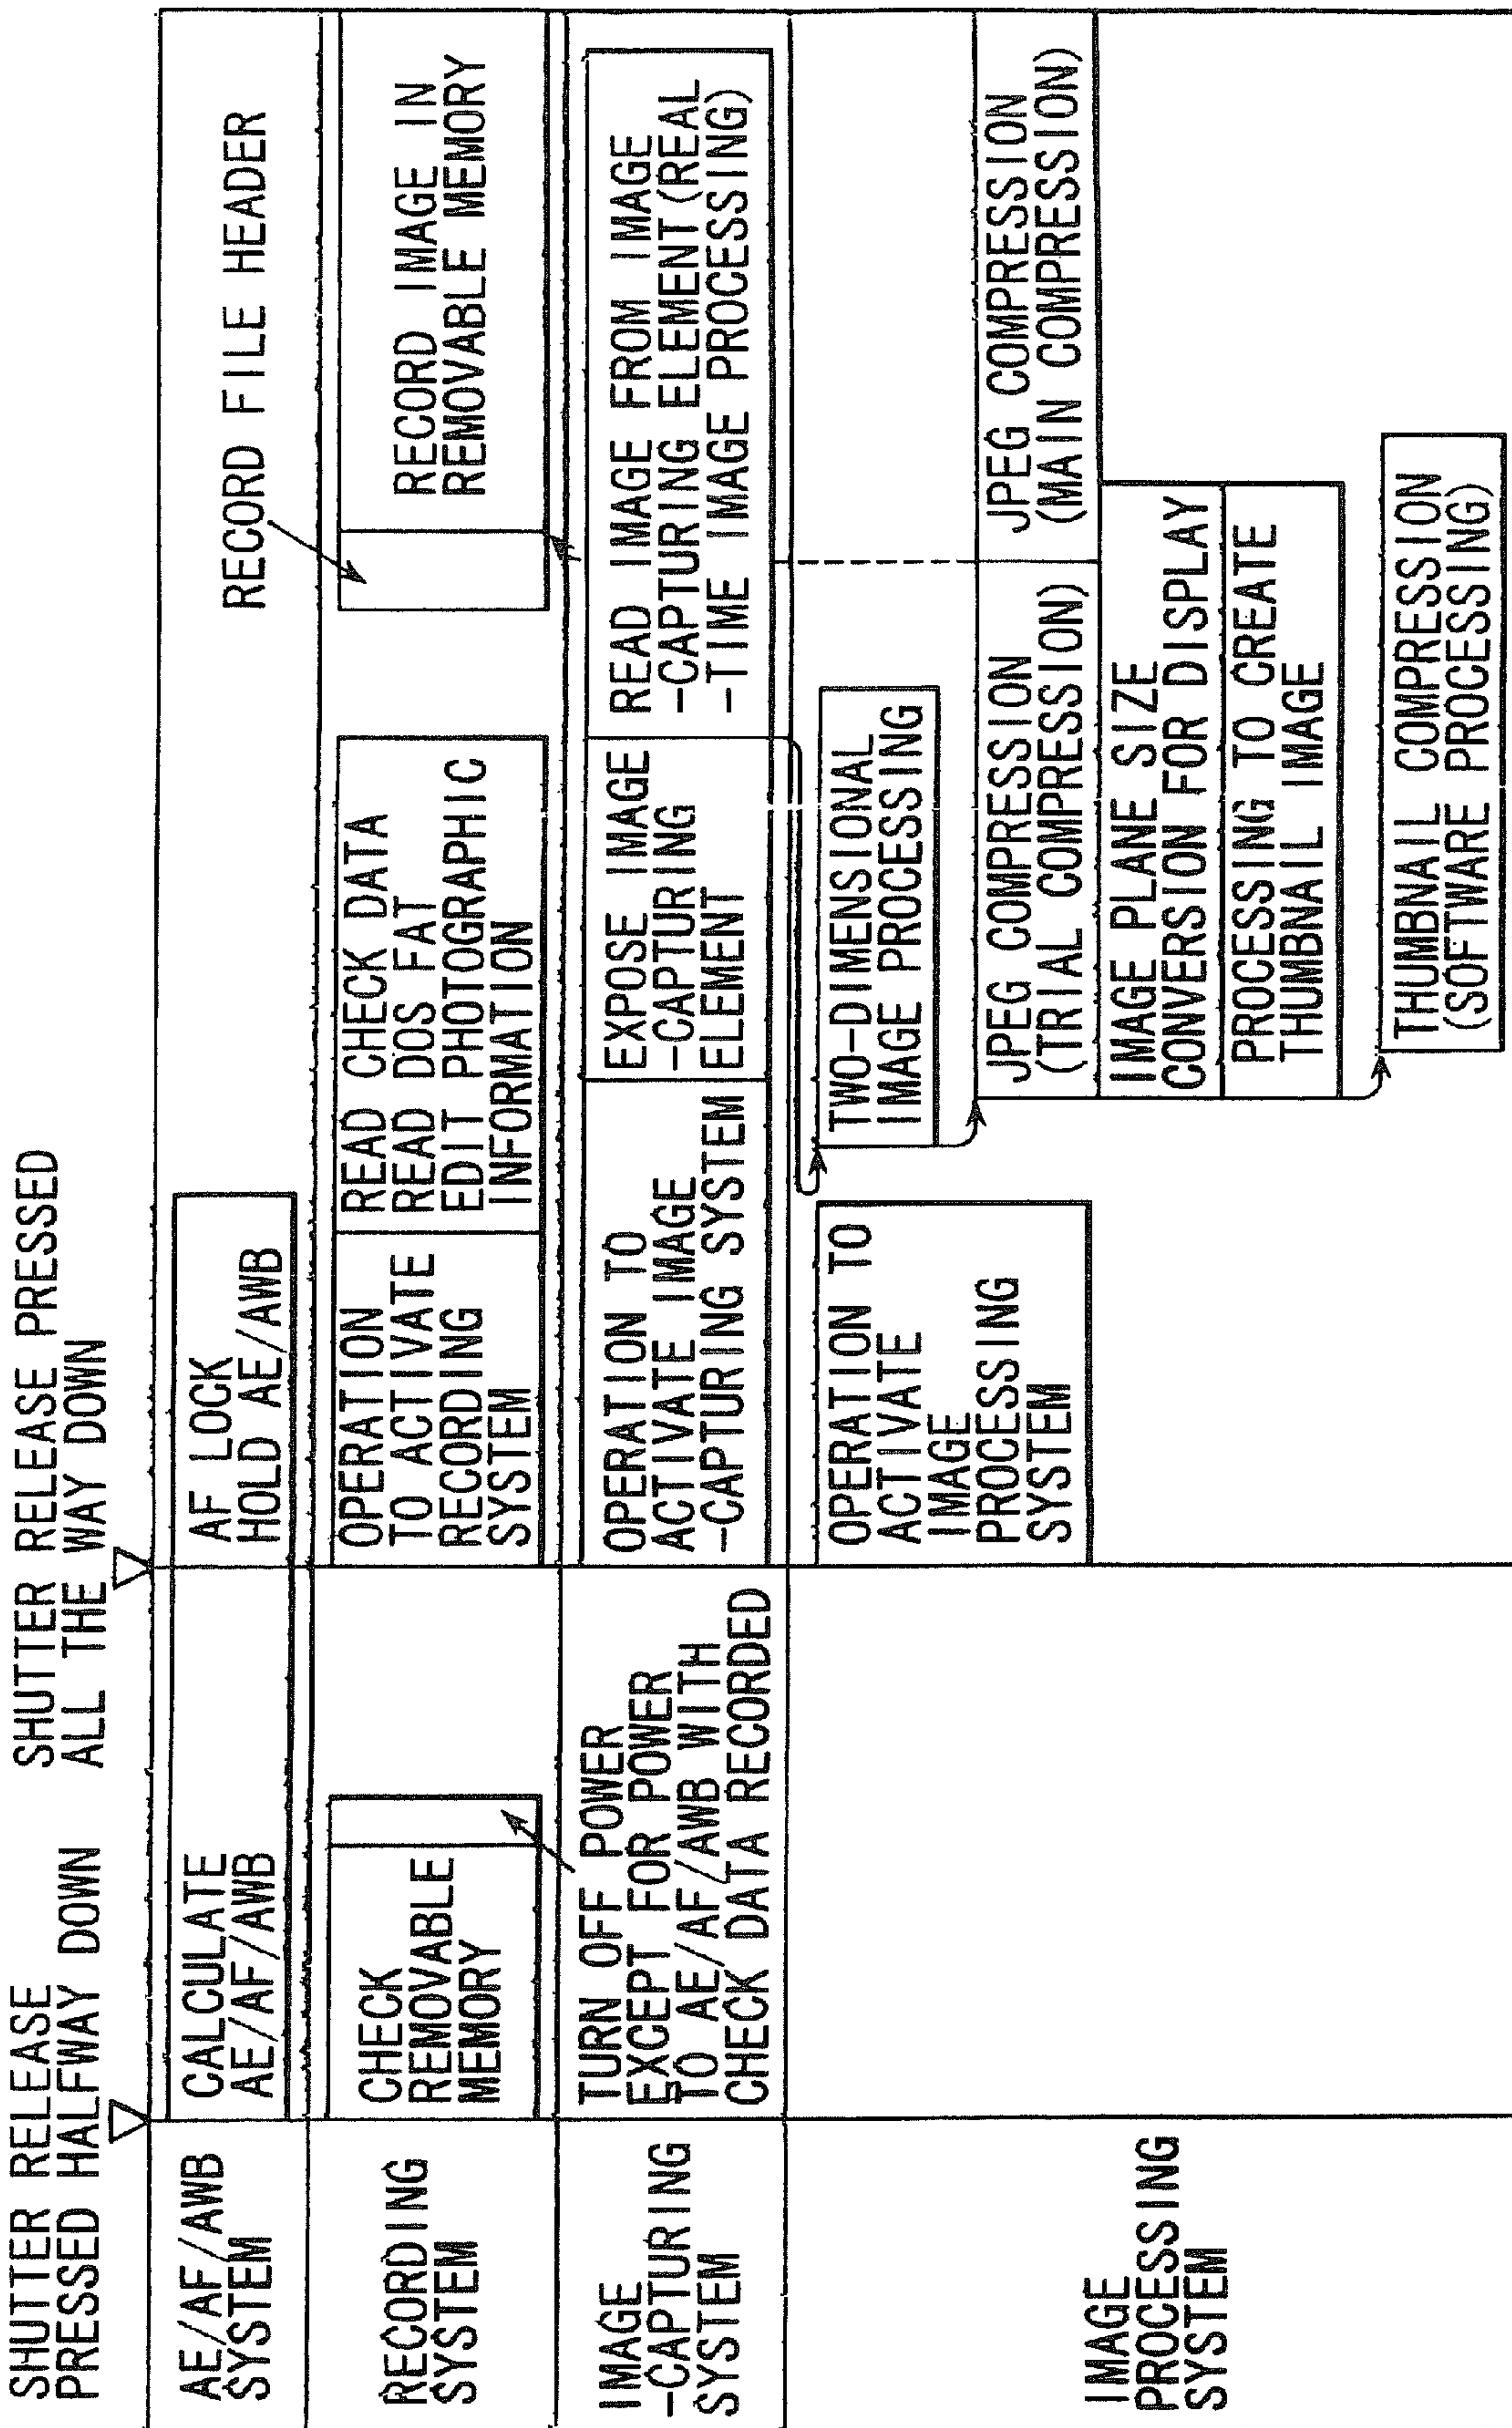 SHUTTER RELEASE
PRESSED HALFWAY DOWN
SHUTTER RELEASE PRESSED
ALL THE WAY DOWN
AE/AF/AWB
SYSTEM
CALCULATE
AE/AF/AWB
AF LOCK
HOLD AE/AWB
RECORD FILE HEADER
RECORDING
SYSTEM
CHECK
REMOVABLE
MEMORY
OPERATION
TO ACTIVATE
RECORDING
SYSTEM
READ CHECK DATA
READ DOS FAT
EDIT PHOTOGRAPHIC
INFORMATION
RECORD IMAGE IN
REMOVABLE MEMORY
IMAGE
-CAPTURING
SYSTEM
TURN OFF POWER
EXCEPT FOR POWER
TO AE/AF/AWB WITH
CHECK DATA RECORDED
OPERATION TO
ACTIVATE IMAGE
-CAPTURING SYSTEM
EXPOSE IMAGE
-CAPTURING
ELEMENT
READ IMAGE FROM IMAGE
-CAPTURING ELEMENT (REAL
-TIME IMAGE PROCESSING)
IMAGE
PROCESSING
SYSTEM
OPERATION TO
ACTIVATE
IMAGE
PROCESSING
SYSTEM
TWO-DIMENSIONAL
IMAGE PROCESSING
JPEG COMPRESSION
(TRIAL COMPRESSION)
JPEG COMPRESSION
(MAIN COMPRESSION)
IMAGE PLANE SIZE
CONVERSION FOR DISPLAY
PROCESSING TO CREATE
THUMBNAIL IMAGE
THUMBNAIL COMPRESSION
(SOFTWARE PROCESSING)